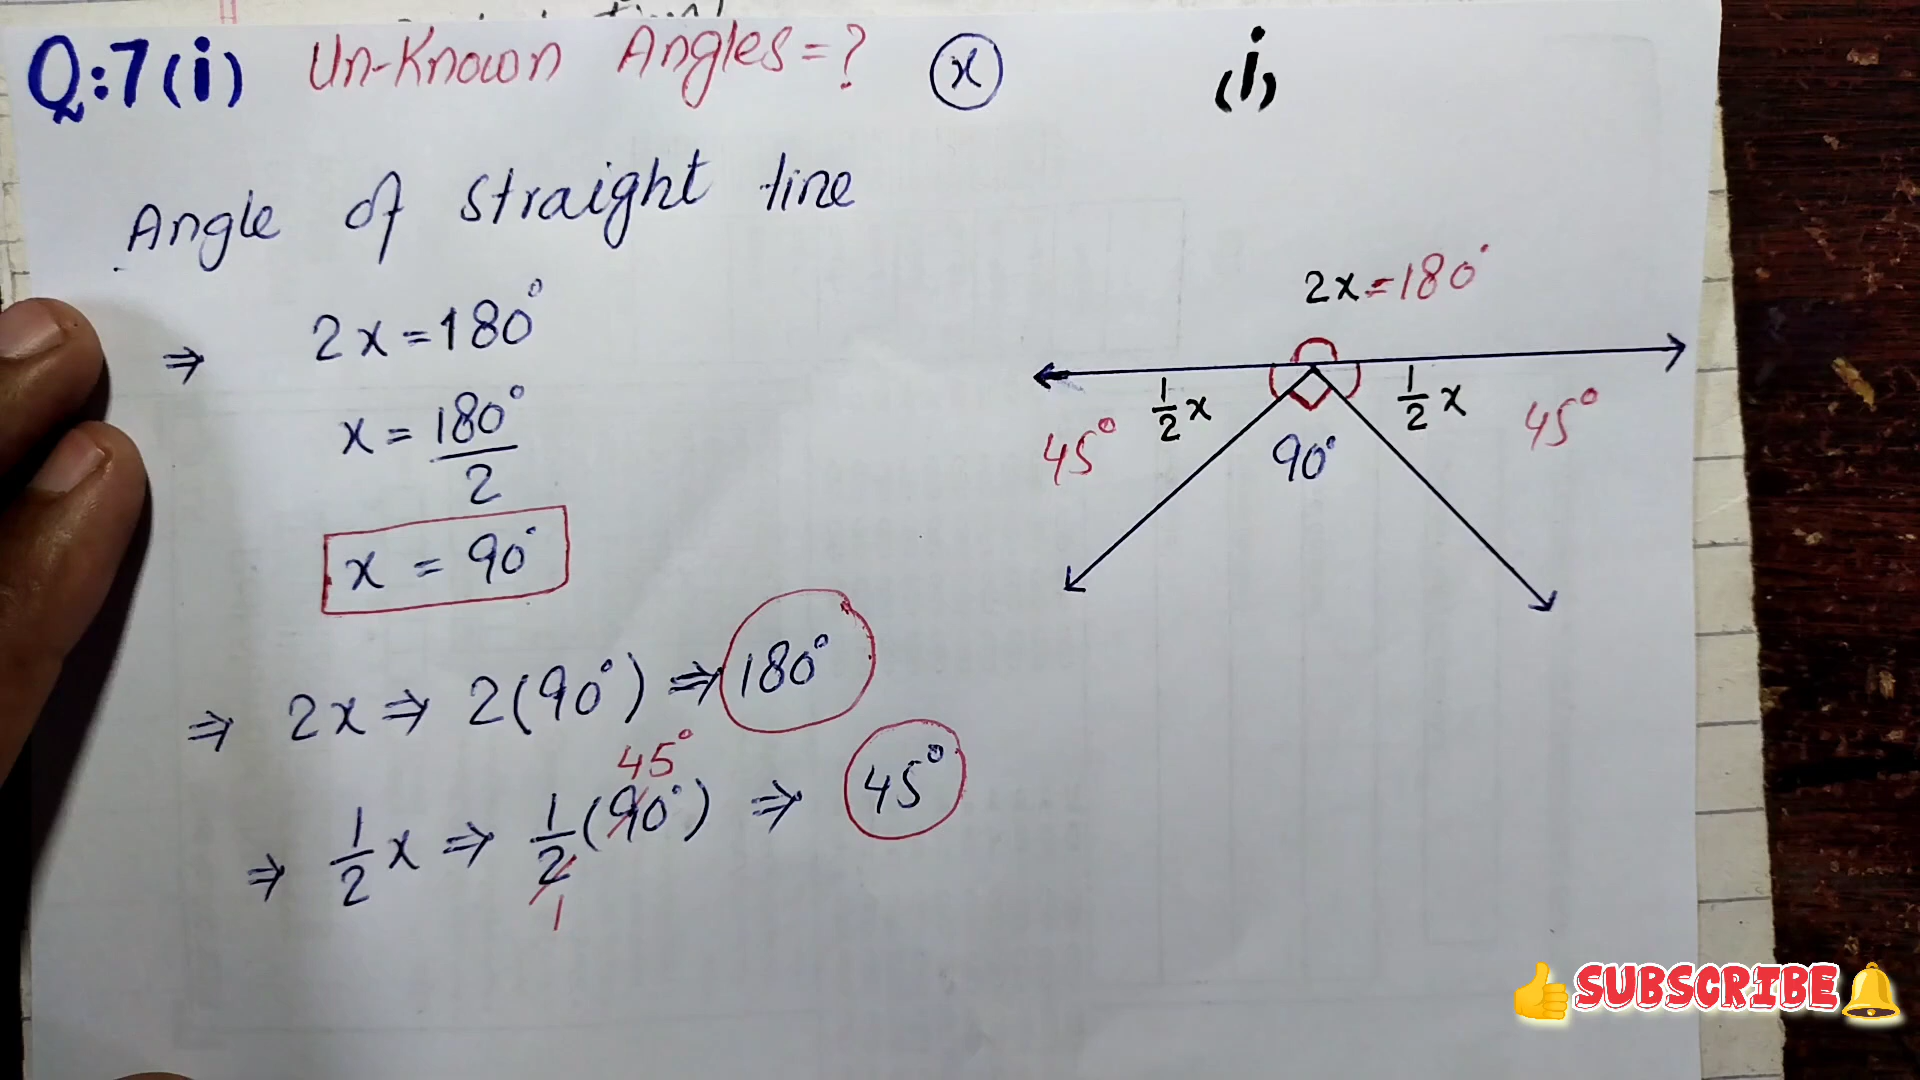 Q:7(i) Un-Known Angles=? x (i)
Angle of straight line
⇒ 2x=180°
x = 180°/2
x = 90°
⇒ 2x ⇒ 2(90°) ⇒ 180°
45°
⇒ 1/2 x ⇒ 1/2 (90°) ⇒ 45°
1
2x=180°
1/2 x 1/2 x
45° 90° 45°
SUBSCRIBE